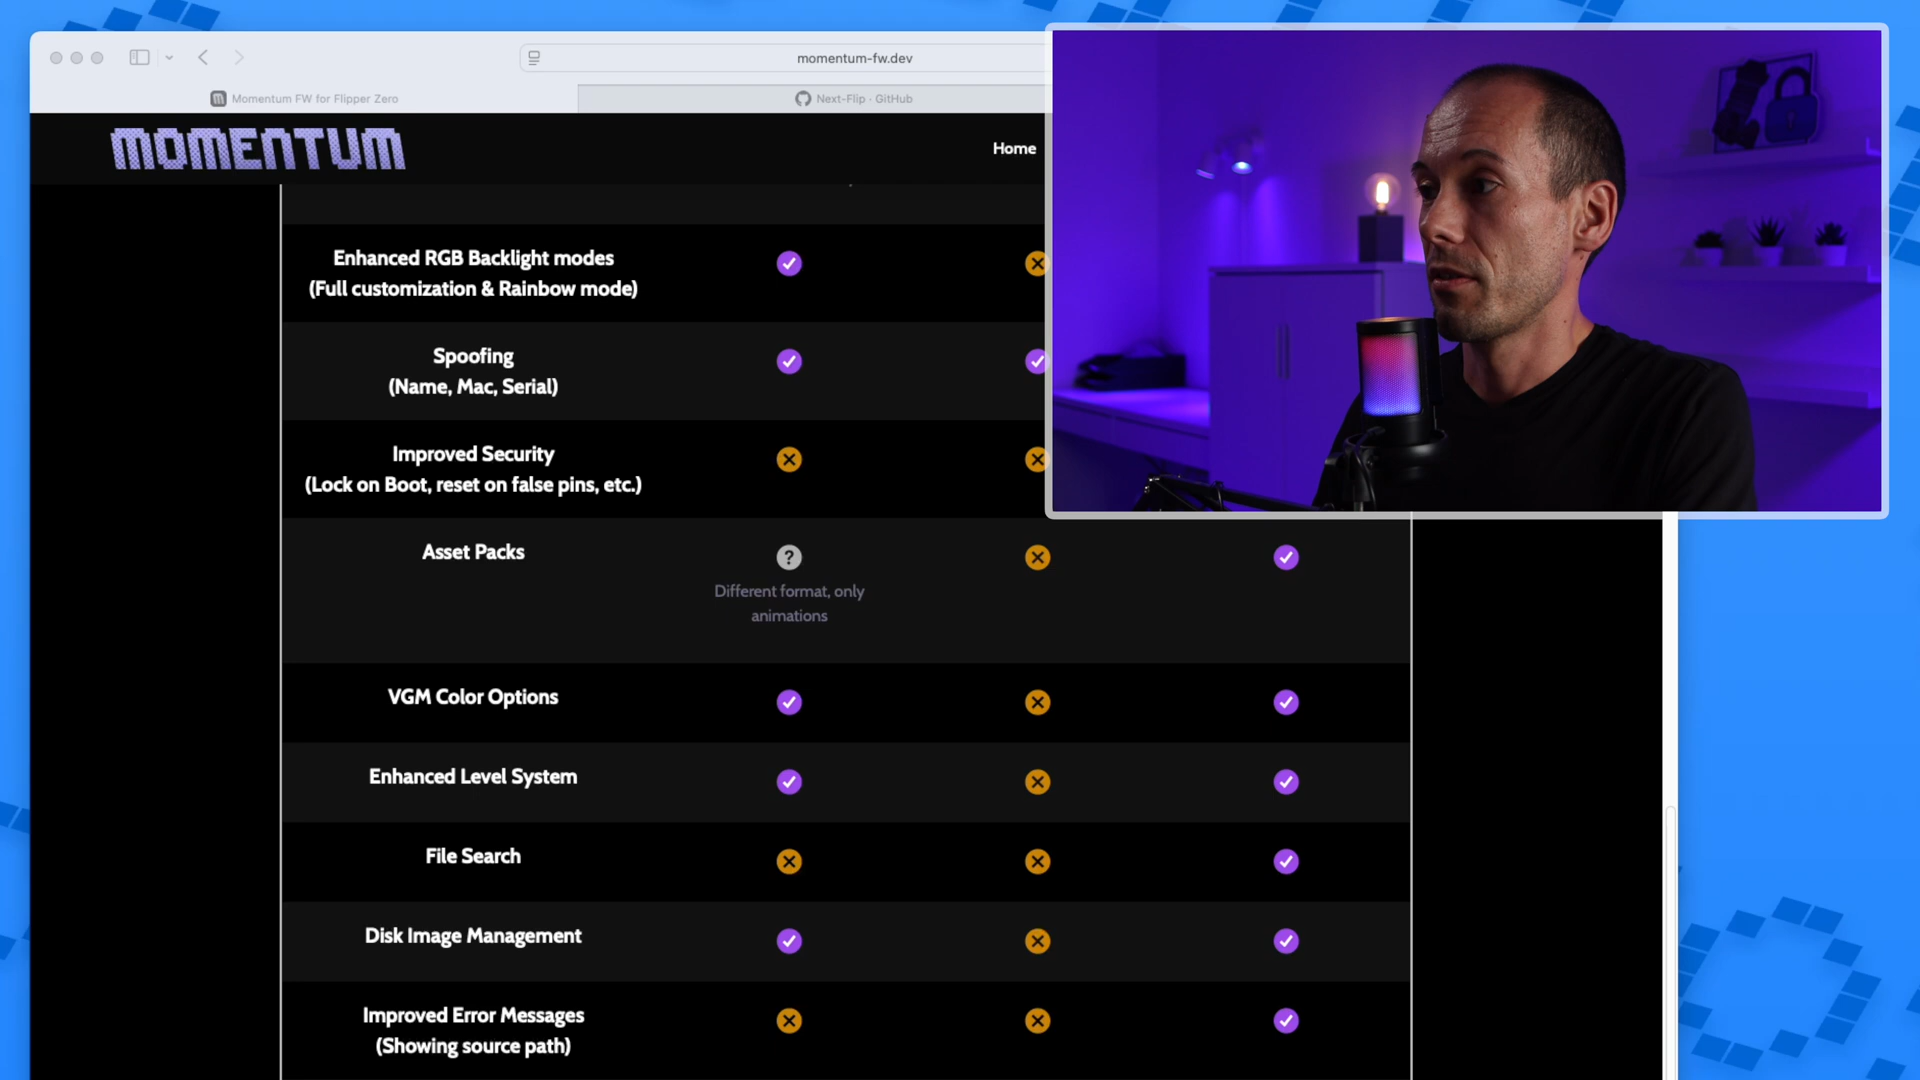 momentum-fw.dev
Momentum FW for Flipper Zero
Next-Flip · GitHub
MOMENTUM
Home
Enhanced RGB Backlight modes
(Full customization & Rainbow mode)
Spoofing
(Name, Mac, Serial)
Improved Security
(Lock on Boot, reset on false pins, etc.)
Asset Packs
?
Different format, only
animations
VGM Color Options
Enhanced Level System
File Search
Disk Image Management
Improved Error Messages
(Showing source path)